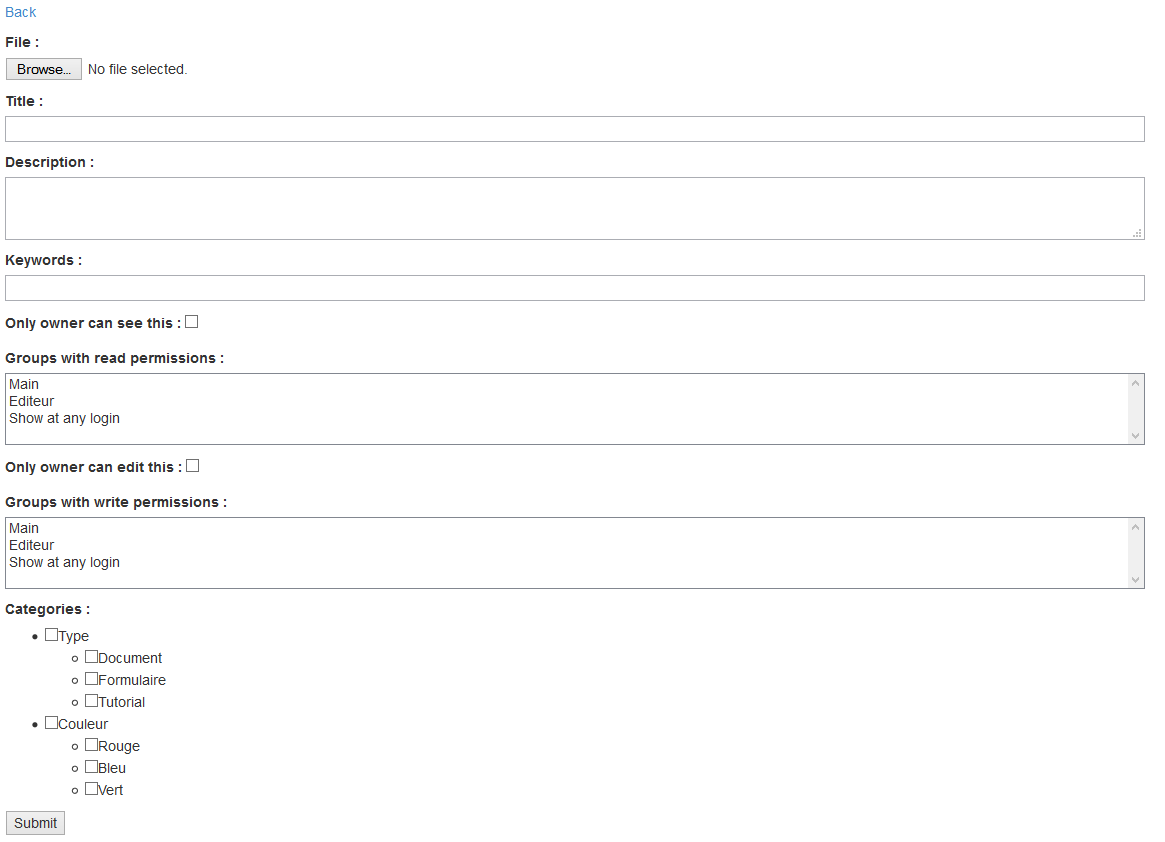 Back
File :
Browse... No file selected.
Title :
Description :
Keywords :
Only owner can see this :
Groups with read permissions :
Main
Editeur
Show at any login
Only owner can edit this :
Groups with write permissions :
Main
Editeur
Show at any login
Categories :
Type
Document
Formulaire
Tutorial
Couleur
Rouge
Bleu
Vert
Submit